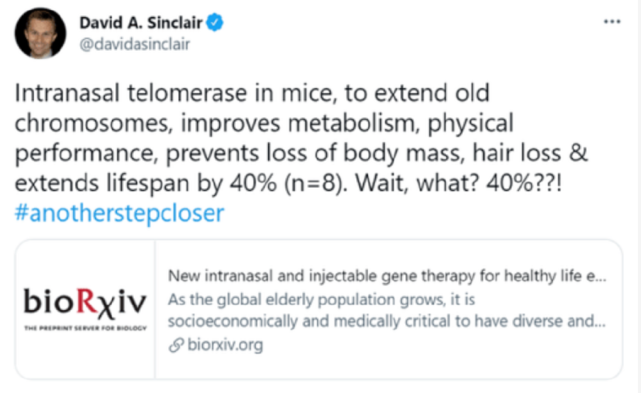 David A. Sinclair
@davidasinclair
Intranasal telomerase in mice, to extend old
chromosomes, improves metabolism, physical
performance, prevents loss of body mass, hair loss &
extends lifespan by 40% (n=8). Wait, what? 40%??!
#anotherstepcloser
bioRχiv
THE PREPRINT SERVER FOR BIOLOGY
New intranasal and injectable gene therapy for healthy life e...
As the global elderly population grows, it is
socioeconomically and medically critical to have diverse and...
biorxiv.org